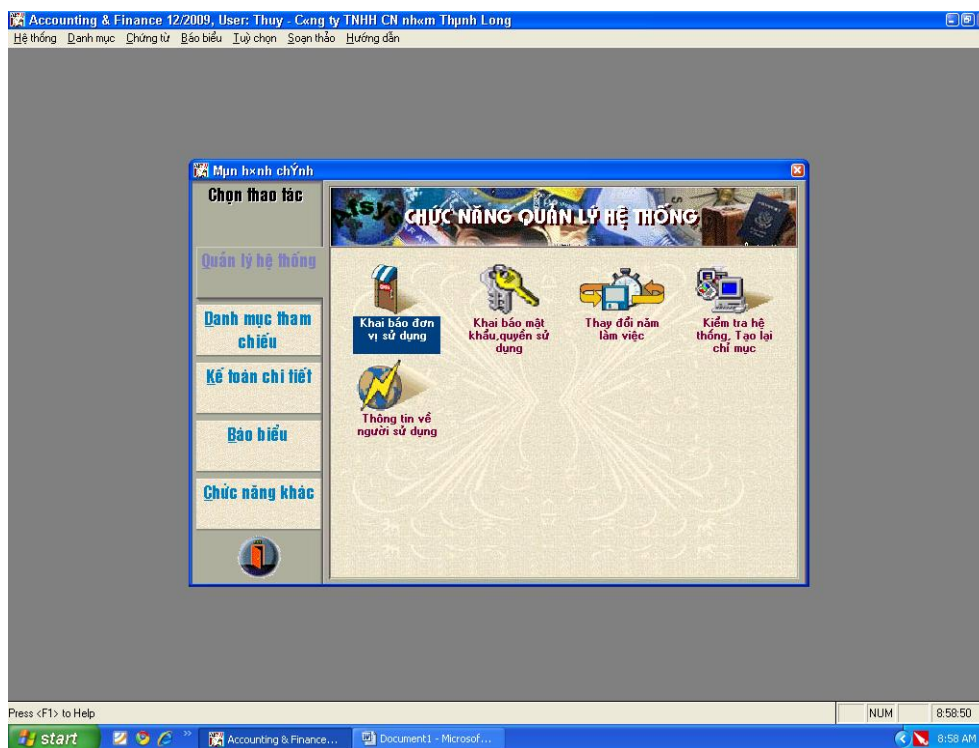 Accounting & Finance 12/2009, User: Thuy - C«ng ty TNHH CN nh«m Thµnh Long
Hệ thống Danh mục Chứng từ Báo biểu Tuỳ chọn Soạn thảo Hướng dẫn
Mµn h×nh chÝnh
Chọn thao tác
Afsys
CHỨC NĂNG QUẢN LÝ HỆ THỐNG
Quản lý hệ thống
Danh mục tham
chiếu
Kế toán chi tiết
Báo biểu
Chức năng khác
Khai báo đơn
vị sử dụng
Khai báo mật
khẩu,quyền sử
dụng
Thay đổi năm
làm việc
Kiểm tra hệ
thống, Tạo lại
chỉ mục
Thông tin về
người sử dụng
Press <F1> to Help
NUM
8:58:50
start
Accounting & Finance...
Document1 - Microsof...
8:58 AM